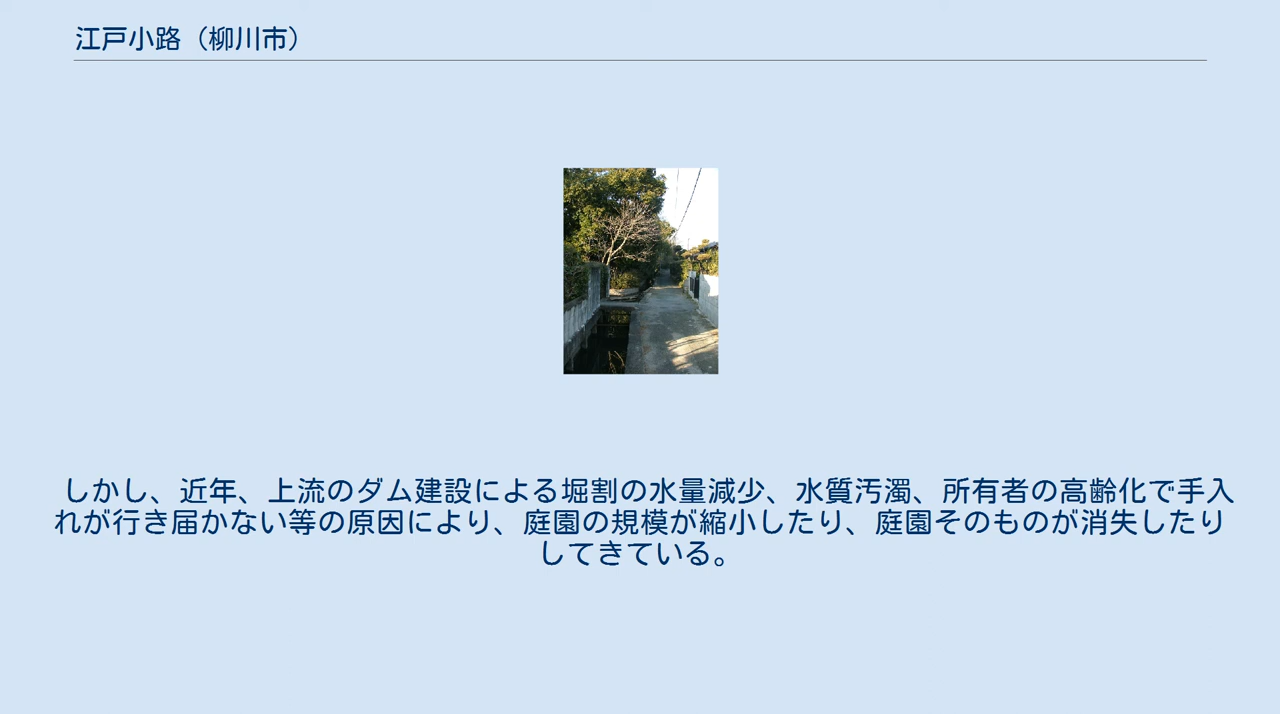 江戸小路（柳川市）
しかし、近年、上流のダム建設による堀割の水量減少、水質汚濁、所有者の高齢化で手入
れが行き届かない等の原因により、庭園の規模が縮小したり、庭園そのものが消失したり
してきている。